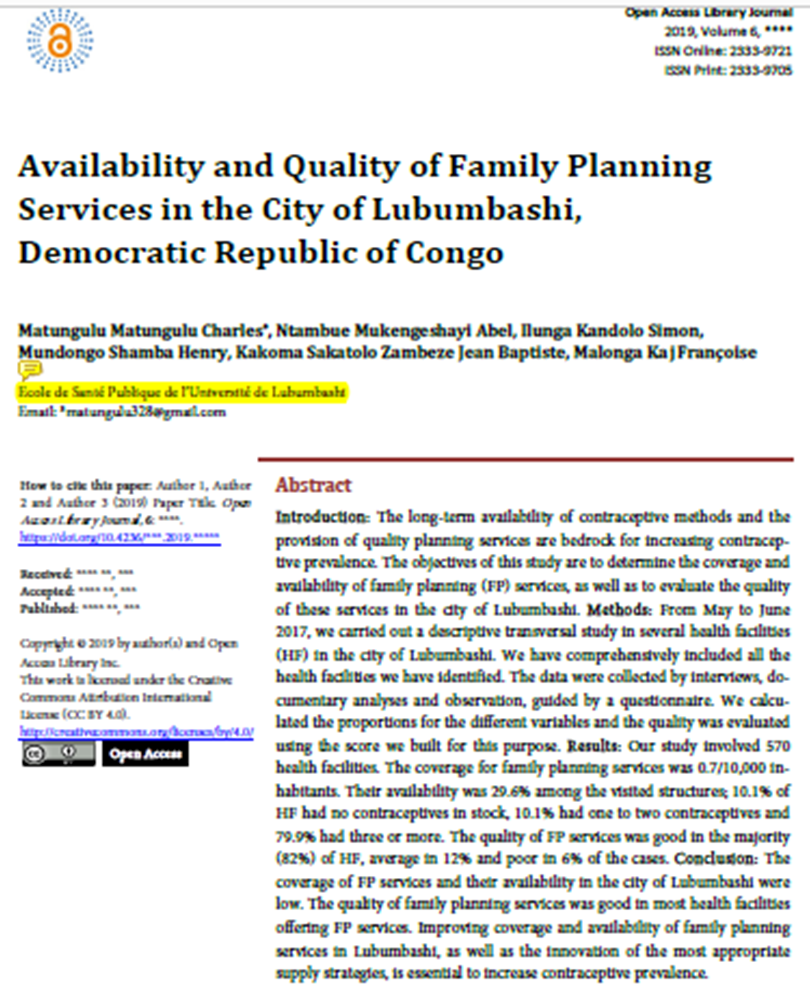 Open Access Library Journal
2019, Volume 6, ****
ISSN Online: 2333-9721
ISSN Print: 2333-9705
Availability and Quality of Family Planning
Services in the City of Lubumbashi,
Democratic Republic of Congo
Matungulu Matungulu Charles*, Ntambue Mukengeshayi Abel, Ilunga Kandolo Simon,
Mundongo Shamba Henry, Kakoma Sakatolo Zambeze Jean Baptiste, Malonga Kaj Françoise
Ecole de Santé Publique de l'Université de Lubumbashi
Email: *matungulu328@gmail.com
How to cite this paper: Author 1, Author
2 and Author 3 (2019) Paper Title. Open
Access Library Journal, 6: ****.
https://doi.org/10.4236/***.2019.*****
Received: **** **, ***
Accepted: **** **, ***
Published: **** **, ***
Copyright © 2019 by author(s) and Open
Access Library Inc.
This work is licensed under the Creative
Commons Attribution International
License (CC BY 4.0).
http://creativecommons.org/licenses/by/4.0/
cc Open Access
Abstract
Introduction: The long-term availability of contraceptive methods and the
provision of quality planning services are bedrock for increasing contracep-
tive prevalence. The objectives of this study are to determine the coverage and
availability of family planning (FP) services, as well as to evaluate the quality
of these services in the city of Lubumbashi. Methods: From May to June
2017, we carried out a descriptive transversal study in several health facilities
(HF) in the city of Lubumbashi. We have comprehensively included all the
health facilities we have identified. The data were collected by interviews, do-
cumentary analyses and observation, guided by a questionnaire. We calcu-
lated the proportions for the different variables and the quality was evaluated
using the score we built for this purpose. Results: Our study involved 570
health facilities. The coverage for family planning services was 0.7/10,000 in-
habitants. Their availability was 29.6% among the visited structures; 10.1% of
HF had no contraceptives in stock, 10.1% had one to two contraceptives and
79.9% had three or more. The quality of FP services was good in the majority
(82%) of HF, average in 12% and poor in 6% of the cases. Conclusion: The
coverage of FP services and their availability in the city of Lubumbashi were
low. The quality of family planning services was good in most health facilities
offering FP services. Improving coverage and availability of family planning
services in Lubumbashi, as well as the innovation of the most appropriate
supply strategies, is essential to increase contraceptive prevalence.